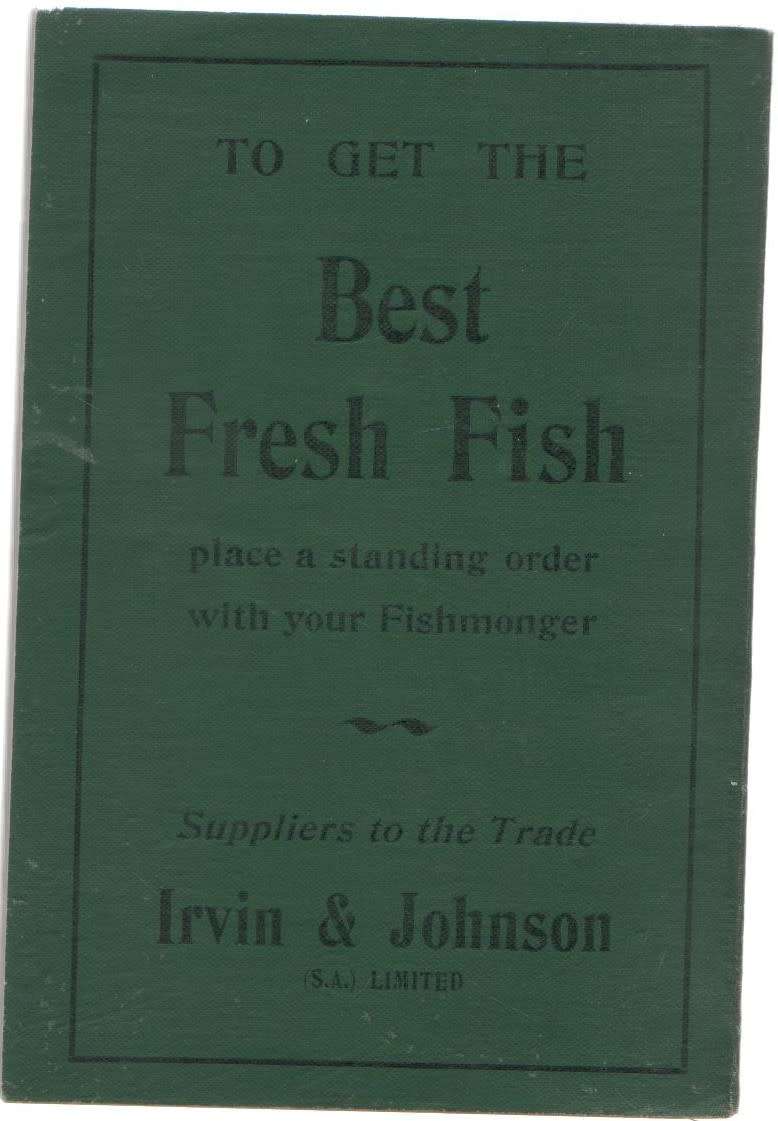 TO GET THE
Best
Fresh Fish
place a standing order
with your Fishmonger
Suppliers to the Trade
Irvin & Johnson
(S.A.) LIMITED